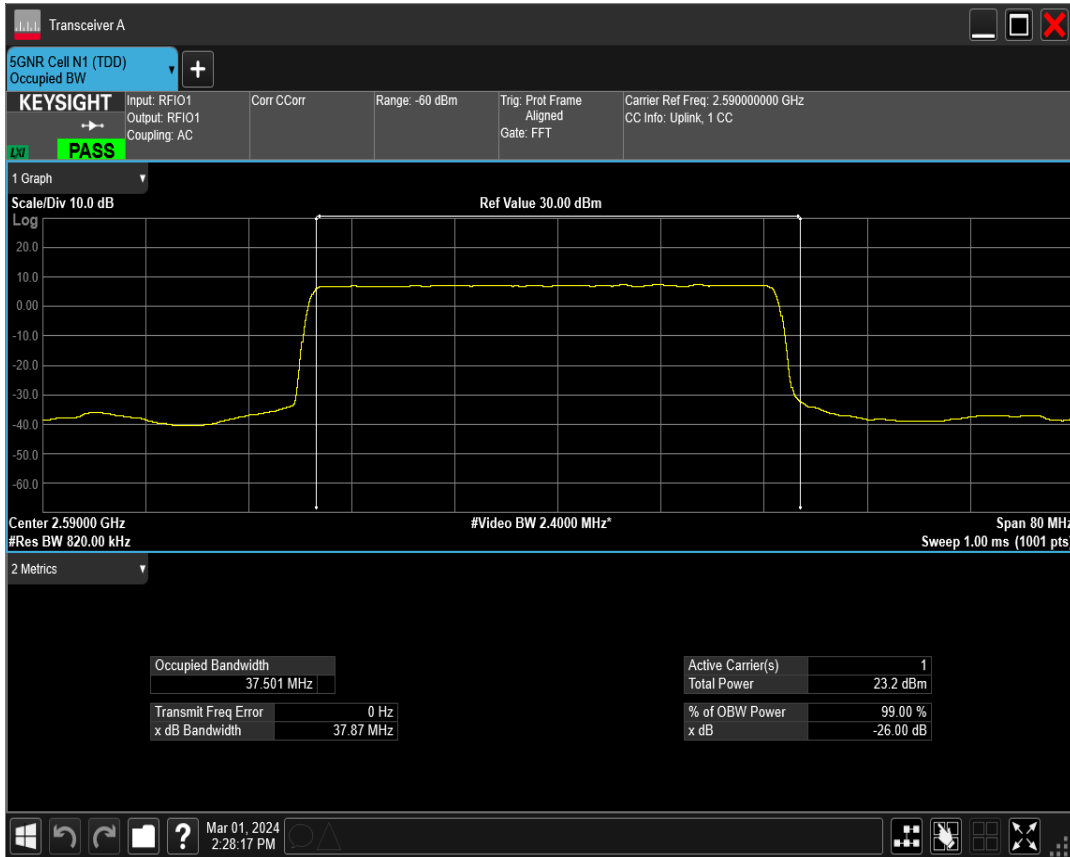 Transceiver A
5GNR Cell N1 (TDD)
Occupied BW
+
KEYSIGHT
LXI
PASS
Input: RFIO1
Output: RFIO1
Coupling: AC
Corr CCorr
Range: -60 dBm
Trig: Prot Frame
Aligned
Gate: FFT
Carrier Ref Freq: 2.590000000 GHz
CC Info: Uplink, 1 CC
1 Graph
Scale/Div 10.0 dB
Ref Value 30.00 dBm
Log
20.0
10.0
0.00
-10.0
-20.0
-30.0
-40.0
-50.0
-60.0
Center 2.59000 GHz
#Video BW 2.4000 MHz*
Span 80 MHz
#Res BW 820.00 kHz
Sweep 1.00 ms (1001 pts)
2 Metrics
Occupied Bandwidth
37.501 MHz
Transmit Freq Error 0 Hz
x dB Bandwidth 37.87 MHz
Active Carrier(s) 1
Total Power 23.2 dBm
% of OBW Power 99.00 %
x dB -26.00 dB
?
Mar 01, 2024
2:28:17 PM